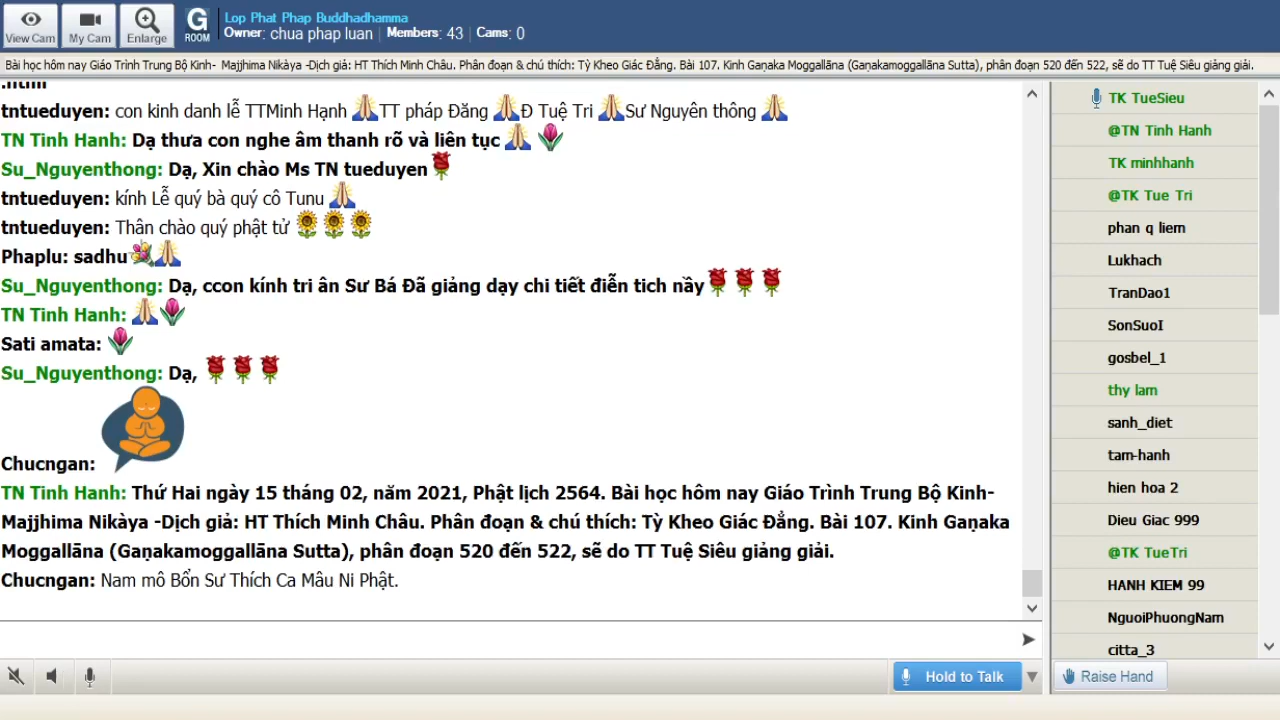 View Cam
My Cam
Enlarge
G
ROOM
Lop Phat Phap Buddhadhamma
Owner: chua phap luan | Members: 43 | Cams: 0
Bài học hôm nay Giáo Trình Trung Bộ Kinh- Majjhima Nikàya -Dịch giả: HT Thích Minh Châu. Phân đoạn & chú thích: Tỳ Kheo Giác Đẳng. Bài 107. Kinh Gaṇaka Moggallāna (Gaṇakamoggallāna Sutta), phân đoạn 520 đến 522, sẽ do TT Tuệ Siêu giảng giải.
.html
tntueduyen: con kinh danh lễ TTMinh Hạnh 🙏TT pháp Đăng 🙏Đ Tuệ Tri 🙏Sư Nguyên thông 🙏
TN Tinh Hanh: Dạ thưa con nghe âm thanh rõ và liên tục 🙏 🌷
Su_Nguyenthong: Dạ, Xin chào Ms TN tueduyen🌹
tntueduyen: kính Lễ quý bà quý cô Tunu 🙏
tntueduyen: Thân chào quý phật tử 🌻🌻🌻
Phaplu: sadhu💐🙏
Su_Nguyenthong: Dạ, ccon kính tri ân Sư Bá Đã giảng dạy chi tiết điễn tich nầy🌹🌹🌹
TN Tinh Hanh: 🙏🌷
Sati amata: 🌷
Su_Nguyenthong: Dạ, 🌹🌹🌹
Chucngan:
TN Tinh Hanh: Thứ Hai ngày 15 tháng 02, năm 2021, Phật lịch 2564. Bài học hôm nay Giáo Trình Trung Bộ Kinh-
Majjhima Nikàya -Dịch giả: HT Thích Minh Châu. Phân đoạn & chú thích: Tỳ Kheo Giác Đẳng. Bài 107. Kinh Gaṇaka
Moggallāna (Gaṇakamoggallāna Sutta), phân đoạn 520 đến 522, sẽ do TT Tuệ Siêu giảng giải.
Chucngan: Nam mô Bổn Sư Thích Ca Mâu Ni Phật.
Hold to Talk
TK TueSieu
@TN Tinh Hanh
TK minhhanh
@TK Tue Tri
phan q liem
Lukhach
TranDao1
SonSuoI
gosbel_1
thy lam
sanh_diet
tam-hanh
hien hoa 2
Dieu Giac 999
@TK TueTri
HANH KIEM 99
NguoiPhuongNam
citta_3
Raise Hand